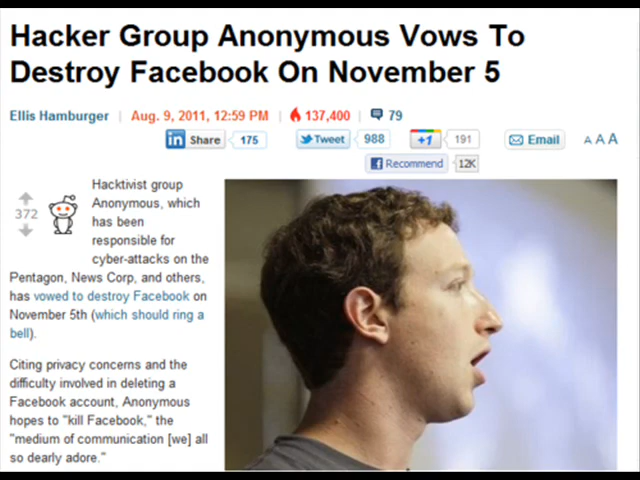 Hacker Group Anonymous Vows To
Destroy Facebook On November 5
Ellis Hamburger | Aug. 9, 2011, 12:59 PM | 137,400 | 79
in Share 175 Tweet 988 +1 191 Email A A A
f Recommend 12K
372
Hacktivist group
Anonymous, which
has been
responsible for
cyber-attacks on the
Pentagon, News Corp, and others,
has vowed to destroy Facebook on
November 5th (which should ring a
bell).
Citing privacy concerns and the
difficulty involved in deleting a
Facebook account, Anonymous
hopes to "kill Facebook," the
"medium of communication [we] all
so dearly adore."